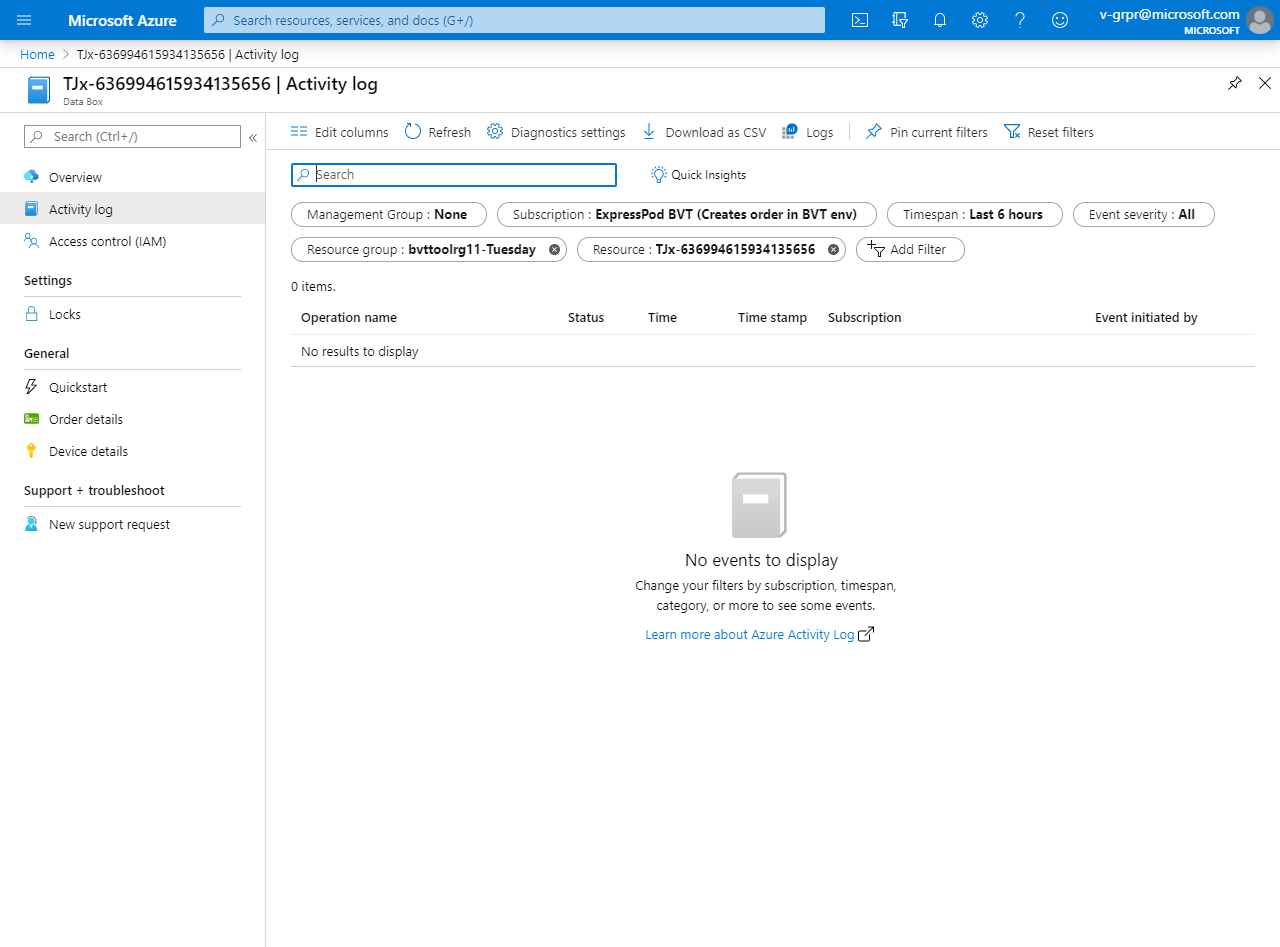 Microsoft Azure
Search resources, services, and docs (G+/)
v-grpr@microsoft.com
MICROSOFT
Home > TJx-636994615934135656 | Activity log
TJx-636994615934135656 | Activity log
Data Box
Search (Ctrl+/)
«
Overview
Activity log
Access control (IAM)
Settings
Locks
General
Quickstart
Order details
Device details
Support + troubleshoot
New support request
Edit columns
Refresh
Diagnostics settings
Download as CSV
Logs
Pin current filters
Reset filters
Search
Quick Insights
Management Group : None
Subscription : ExpressPod BVT (Creates order in BVT env)
Timespan : Last 6 hours
Event severity : All
Resource group : bvttoolrg11-Tuesday
Resource : TJx-636994615934135656
Add Filter
0 items.
Operation name Status Time Time stamp Subscription Event initiated by
No results to display
No events to display
Change your filters by subscription, timespan,
category, or more to see some events.
Learn more about Azure Activity Log